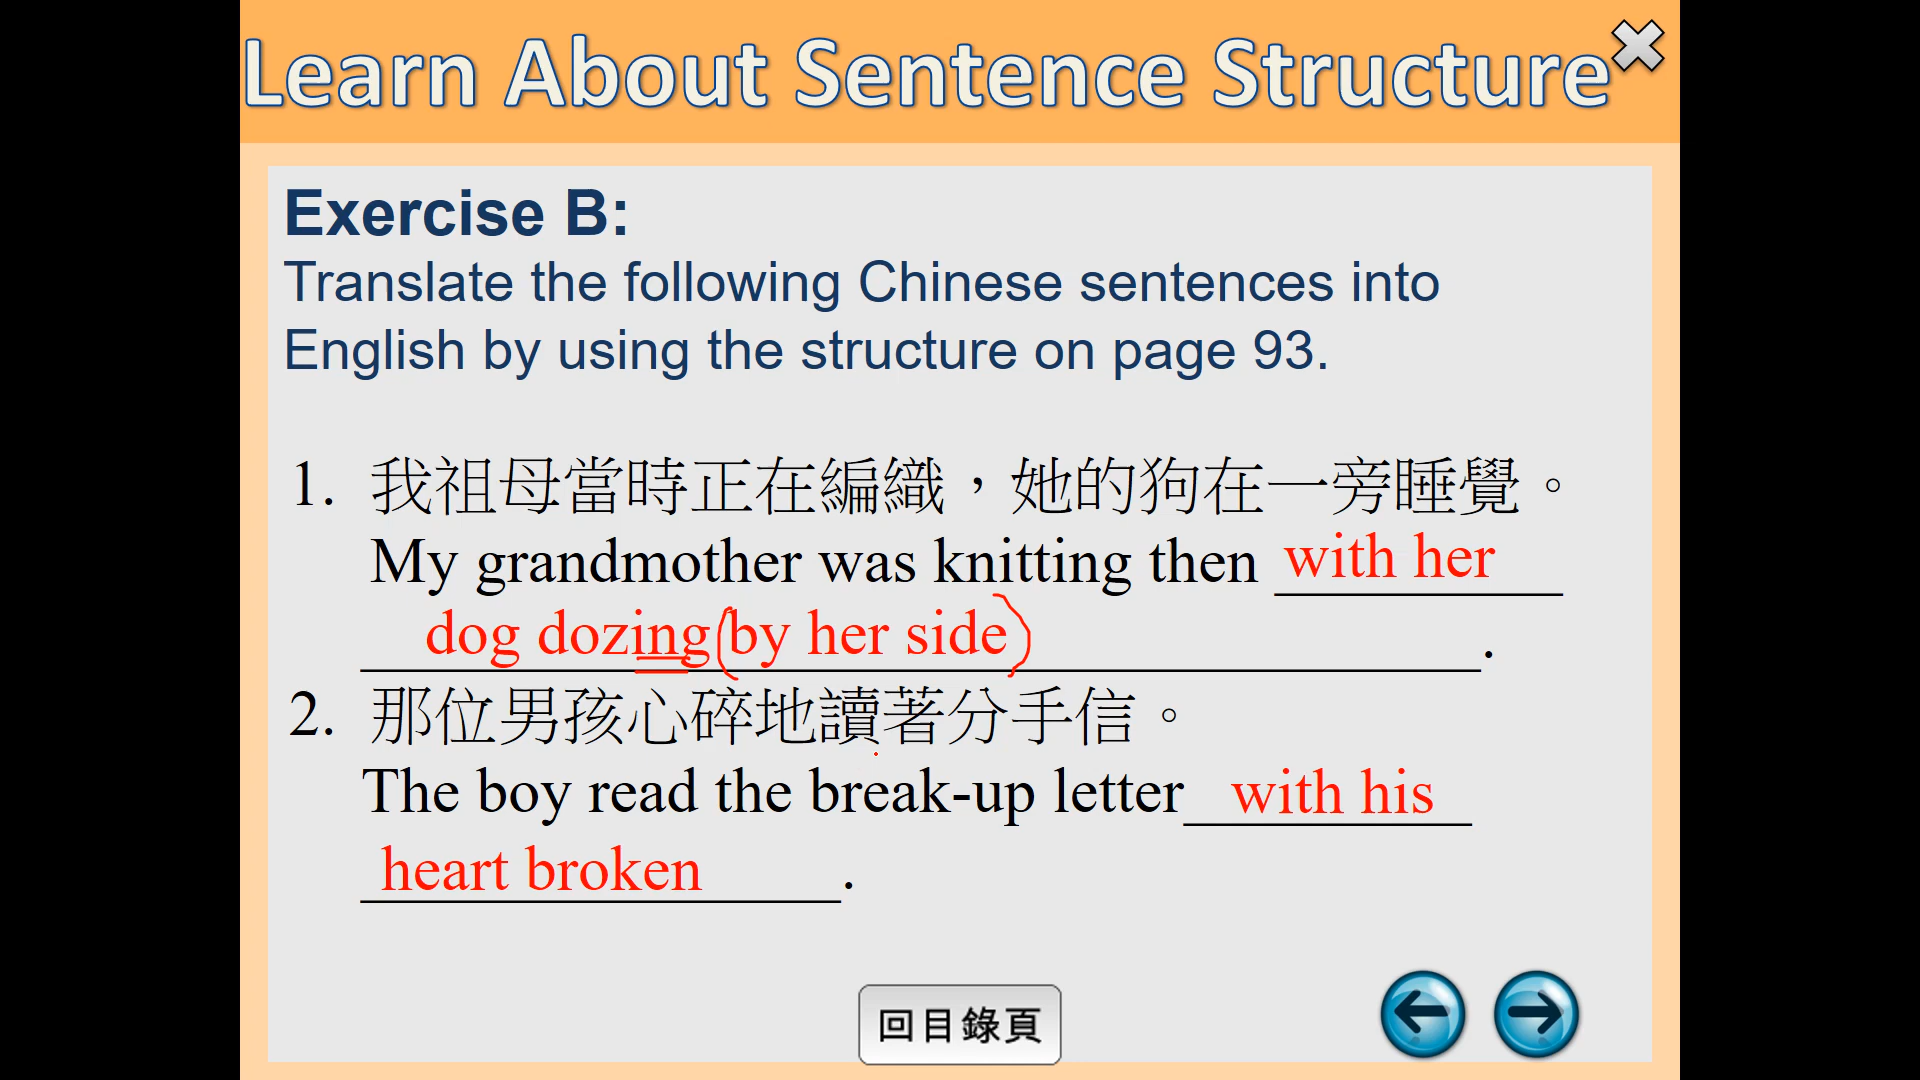 Learn About Sentence Structure
Exercise B:
Translate the following Chinese sentences into
English by using the structure on page 93.
1. 我祖母當時正在編織，她的狗在一旁睡覺。
My grandmother was knitting then with her
dog dozing (by her side).
2. 那位男孩心碎地讀著分手信。
The boy read the break-up letter with his
heart broken.
回目錄頁